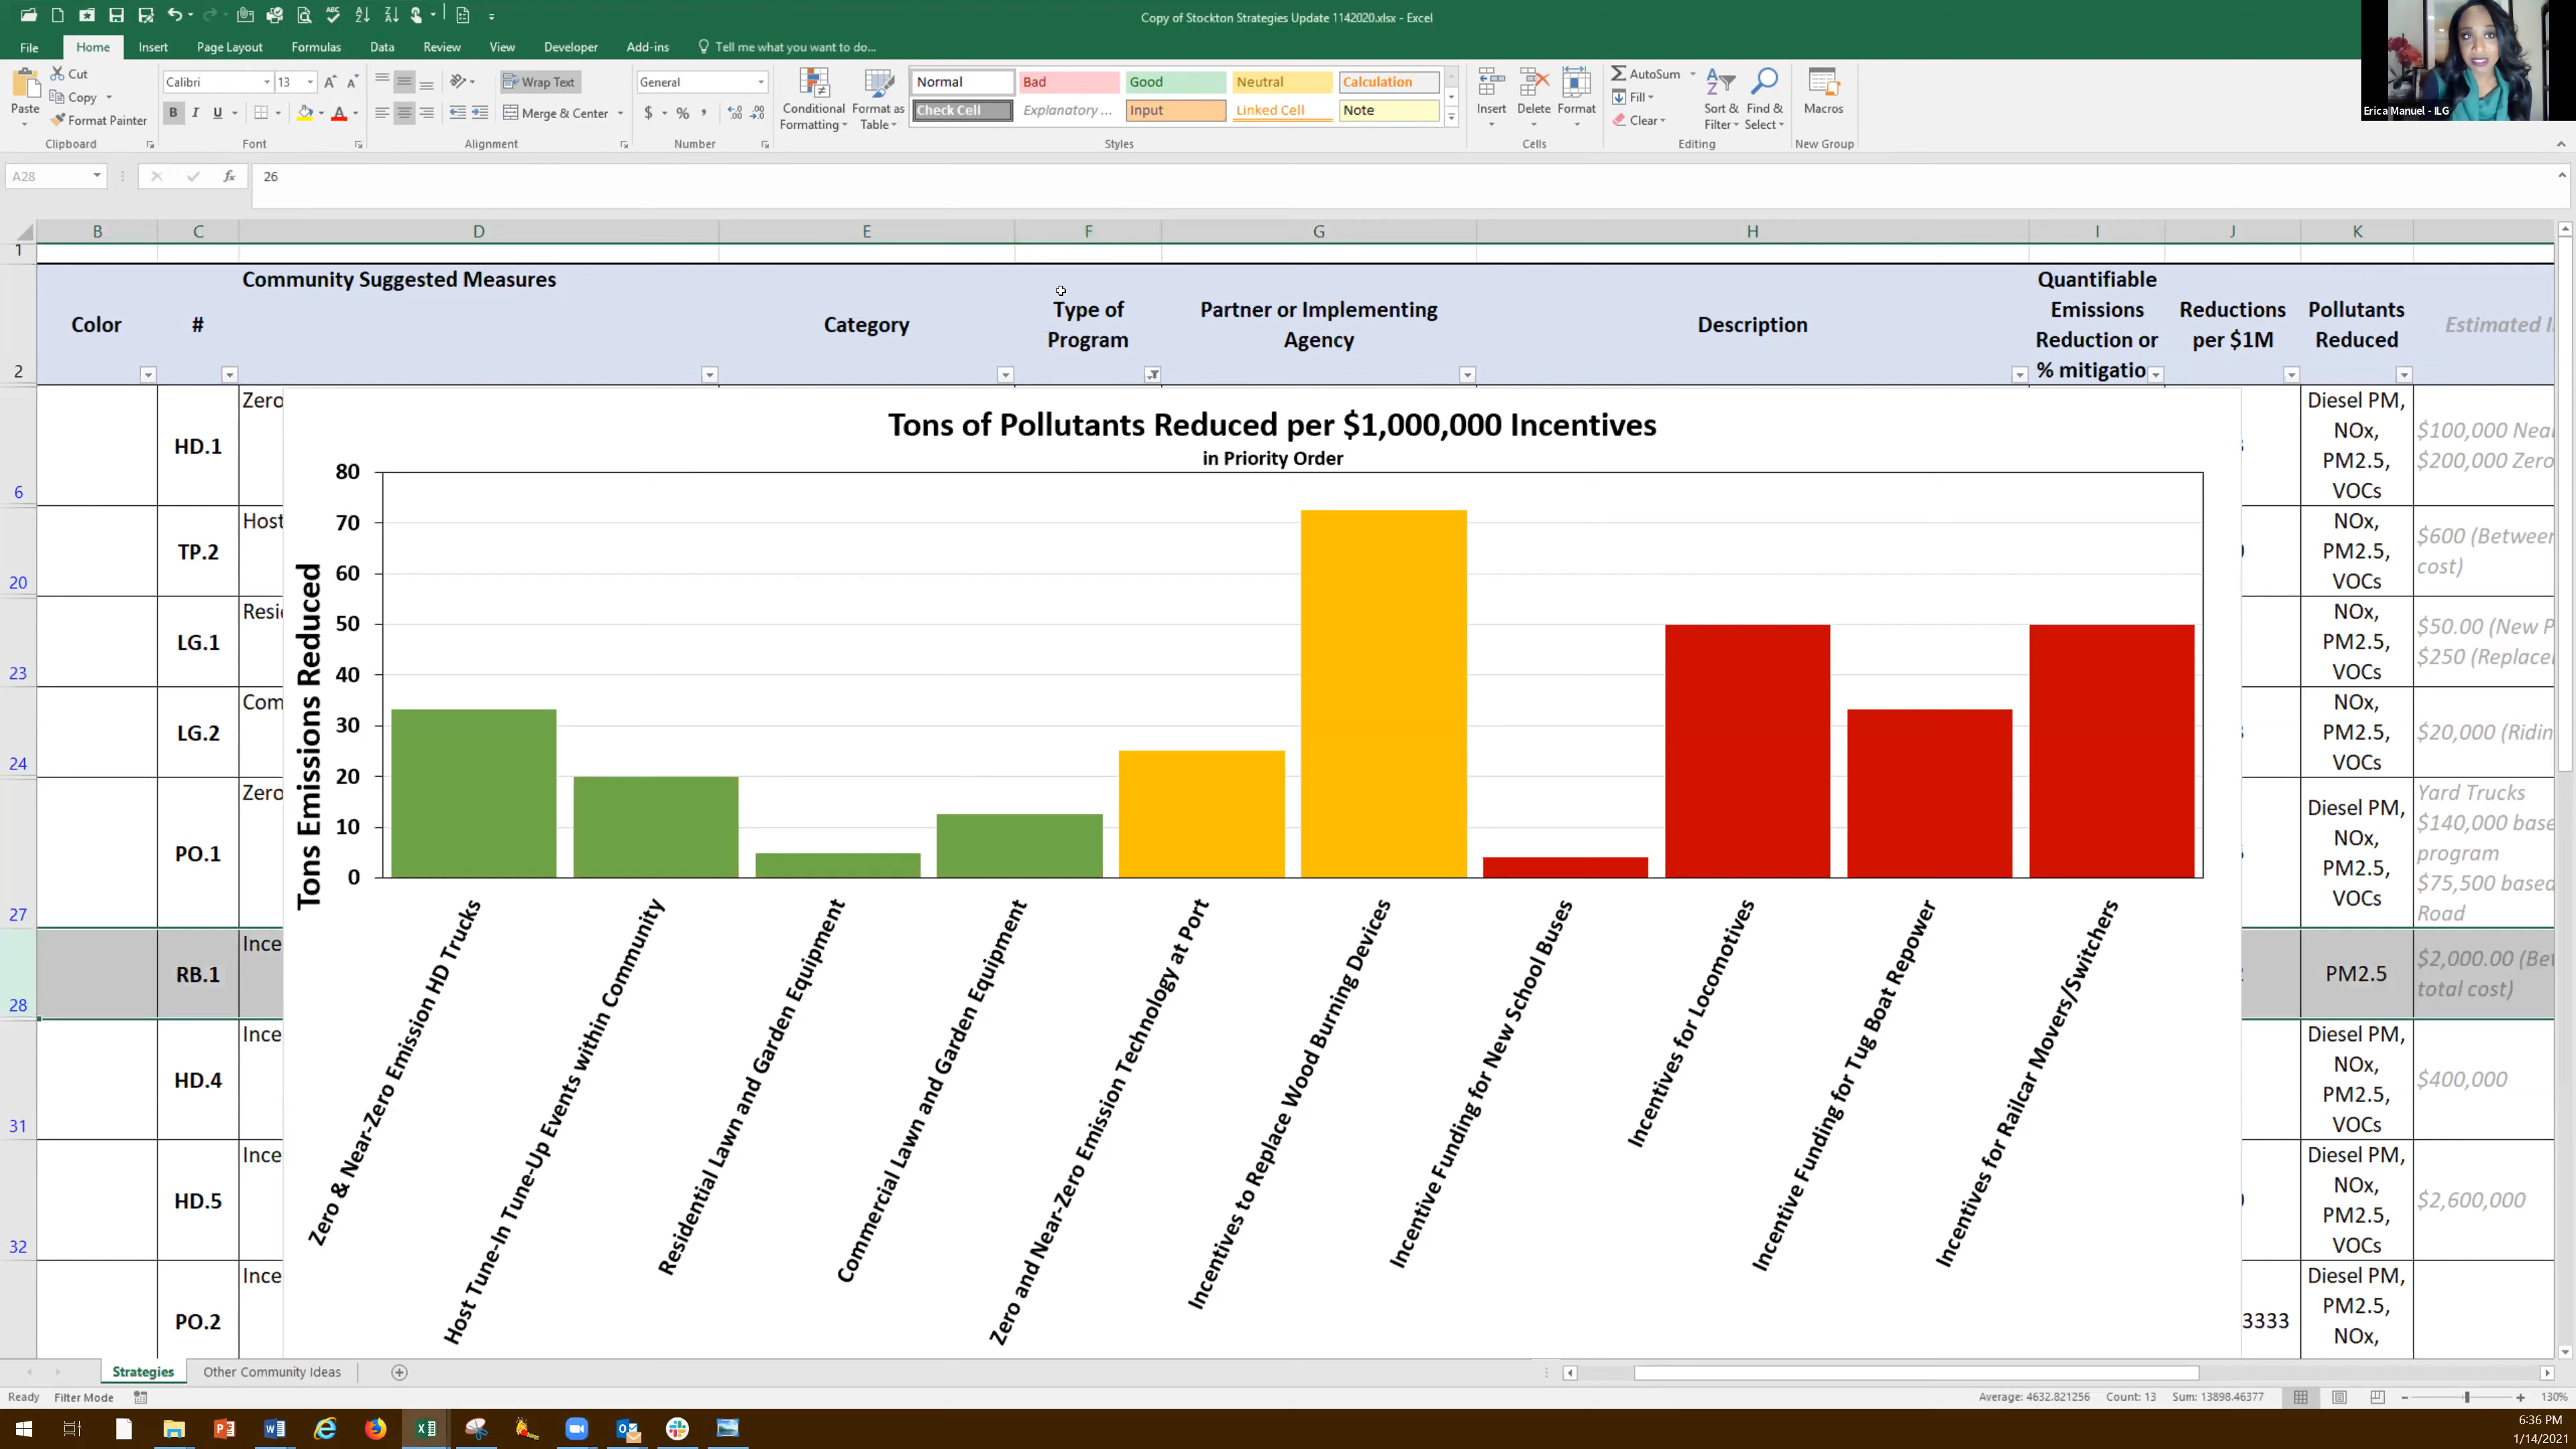 Copy of Stockton Strategies Update 1142020.xlsx - Excel
File Home Insert Page Layout Formulas Data Review View Developer Add-ins Tell me what you want to do...
Erica Manuel - ILG
Paste
Cut
Copy
Format Painter
Clipboard
Calibri 13
B I U
Font
Wrap Text
Merge & Center
Alignment
General
$ % ,
Number
Conditional Formatting
Format as Table
Normal Bad Good Neutral Calculation
Check Cell Explanatory ... Input Linked Cell Note
Styles
Insert Delete Format
Cells
AutoSum
Fill
Clear
Sort & Filter
Find & Select
Editing
Macros
New Group
A28 fx 26
B C D E F G H I J K
1
2
Color
#
Community Suggested Measures
Category
Type of
Program
Partner or Implementing
Agency
Description
Quantifiable
Emissions
Reduction or
% mitigatio
Reductions
per $1M
Pollutants
Reduced
Estimated I
6
HD.1
Zero
Diesel PM,
NOx,
PM2.5,
VOCs
$100,000 Near
$200,000 Zero
20
TP.2
Host
NOx,
PM2.5,
VOCs
$600 (Between
cost)
23
LG.1
Resi
NOx,
PM2.5,
VOCs
$50.00 (New P
$250 (Replace
24
LG.2
Com
NOx,
PM2.5,
VOCs
$20,000 (Ridin
27
PO.1
Zero
Diesel PM,
NOx,
PM2.5,
VOCs
Yard Trucks
$140,000 base
program
$75,500 based
Road
28
RB.1
Ince
PM2.5
$2,000.00 (Bet
total cost)
31
HD.4
Ince
Diesel PM,
NOx,
PM2.5,
VOCs
$400,000
32
HD.5
Ince
Diesel PM,
NOx,
PM2.5,
VOCs
$2,600,000
PO.2
Ince
3333
Diesel PM,
PM2.5,
NOx,
Tons of Pollutants Reduced per $1,000,000 Incentives
in Priority Order
Tons Emissions Reduced
80
70
60
50
40
30
20
10
0
Zero & Near-Zero Emission HD Trucks
Host Tune-In Tune-Up Events within Community
Residential Lawn and Garden Equipment
Commercial Lawn and Garden Equipment
Zero and Near-Zero Emission Technology at Port
Incentives to Replace Wood Burning Devices
Incentive Funding for New School Buses
Incentives for Locomotives
Incentive Funding for Tug Boat Repower
Incentives for Railcar Movers/Switchers
Strategies Other Community Ideas
Ready Filter Mode
Average: 4632.821256 Count: 13 Sum: 13898.46377
130%
6:36 PM
1/14/2021